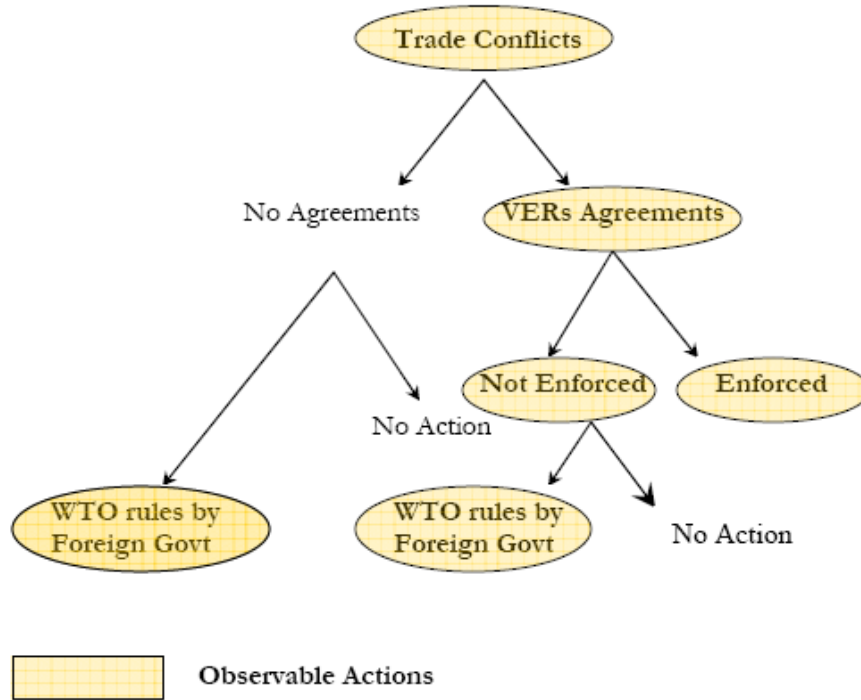 Trade Conflicts
No Agreements
VERs Agreements
Not Enforced
Enforced
No Action
WTO rules by
Foreign Govt
WTO rules by
Foreign Govt
No Action
Observable Actions